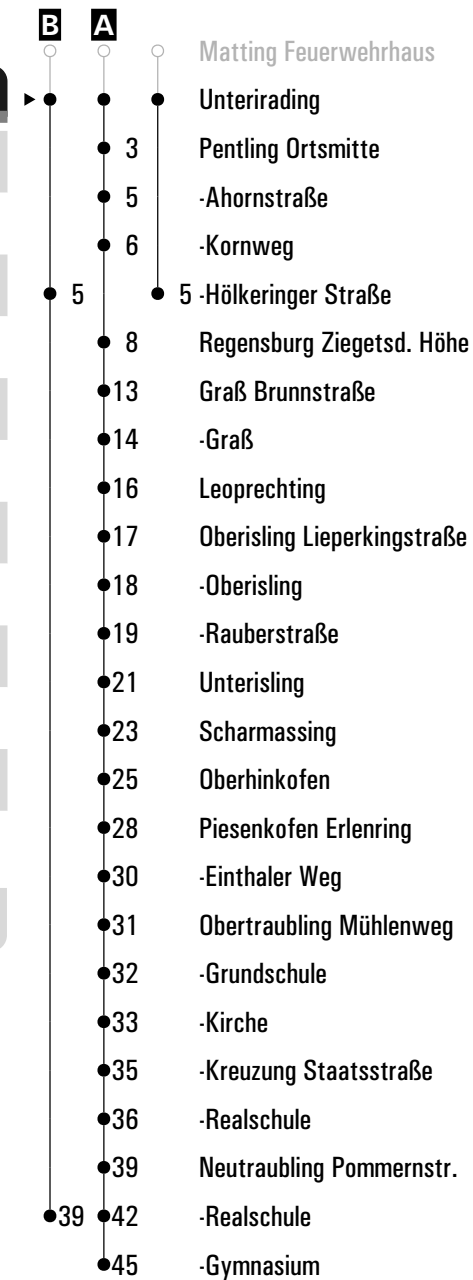 B A
Matting Feuerwehrhaus
Unterirading
3 Pentling Ortsmitte
5 -Ahornstraße
6 -Kornweg
5 5 -Hölkeringer Straße
8 Regensburg Ziegetsd. Höhe
13 Graß Brunnstraße
14 -Graß
16 Leoprechting
17 Oberisling Lieperkingstraße
18 -Oberisling
19 -Rauberstraße
21 Unterisling
23 Scharmassing
25 Oberhinkofen
28 Piesenkofen Erlenring
30 -Einthaler Weg
31 Obertraubling Mühlenweg
32 -Grundschule
33 -Kirche
35 -Kreuzung Staatsstraße
36 -Realschule
39 Neutraubling Pommernstr.
39 42 -Realschule
45 -Gymnasium